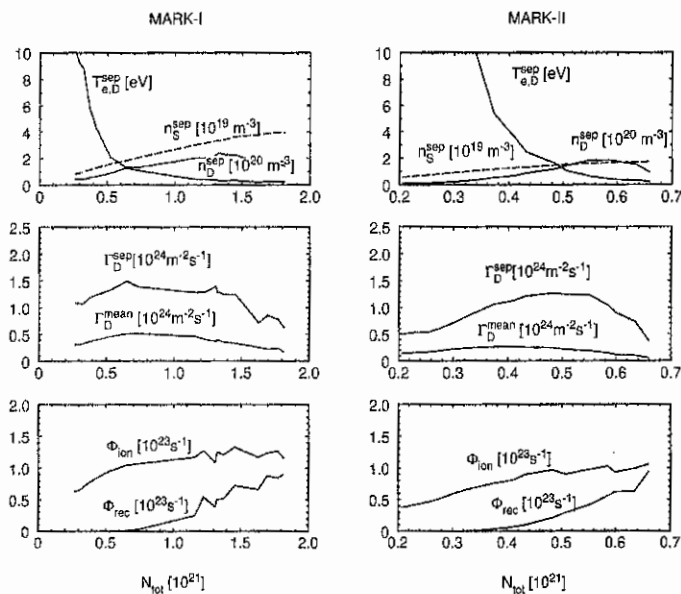 MARK-I
MARK-II
10
8
6
4
2
0
T_{e,D}^{sep} [eV]
n_S^{sep} [10^{19} m^{-3}]
n_D^{sep} [10^{20} m^{-3}]
0 0.5 1.0 1.5 2.0
10
8
6
4
2
0
T_{e,D}^{sep} [eV]
n_S^{sep} [10^{19} m^{-3}]
n_D^{sep} [10^{20} m^{-3}]
0.2 0.3 0.4 0.5 0.6 0.7
2.5
2.0
1.5
1.0
0.5
0
Γ_D^{sep} [10^{24}m^{-2}s^{-1}]
Γ_D^{mean} [10^{24}m^{-2}s^{-1}]
0 0.5 1.0 1.5 2.0
2.5
2.0
1.5
1.0
0.5
0
Γ_D^{sep} [10^{24}m^{-2}s^{-1}]
Γ_D^{mean} [10^{24}m^{-2}s^{-1}]
0.2 0.3 0.4 0.5 0.6 0.7
2.0
1.5
1.0
0.5
0
Φ_{ion} [10^{23}s^{-1}]
Φ_{rec} [10^{23}s^{-1}]
0 0.5 1.0 1.5 2.0
N_{tot} [10^{21}]
2.0
1.5
1.0
0.5
0
Φ_{ion} [10^{23}s^{-1}]
Φ_{rec} [10^{23}s^{-1}]
0.2 0.3 0.4 0.5 0.6 0.7
N_{tot} [10^{21}]